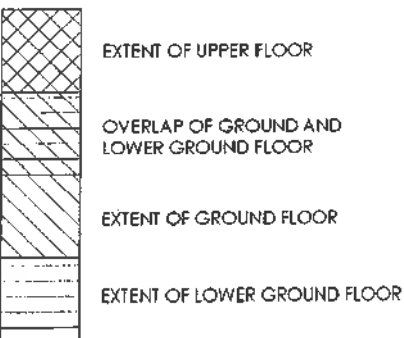 EXTENT OF UPPER FLOOR
OVERLAP OF GROUND AND
LOWER GROUND FLOOR
EXTENT OF GROUND FLOOR
EXTENT OF LOWER GROUND FLOOR